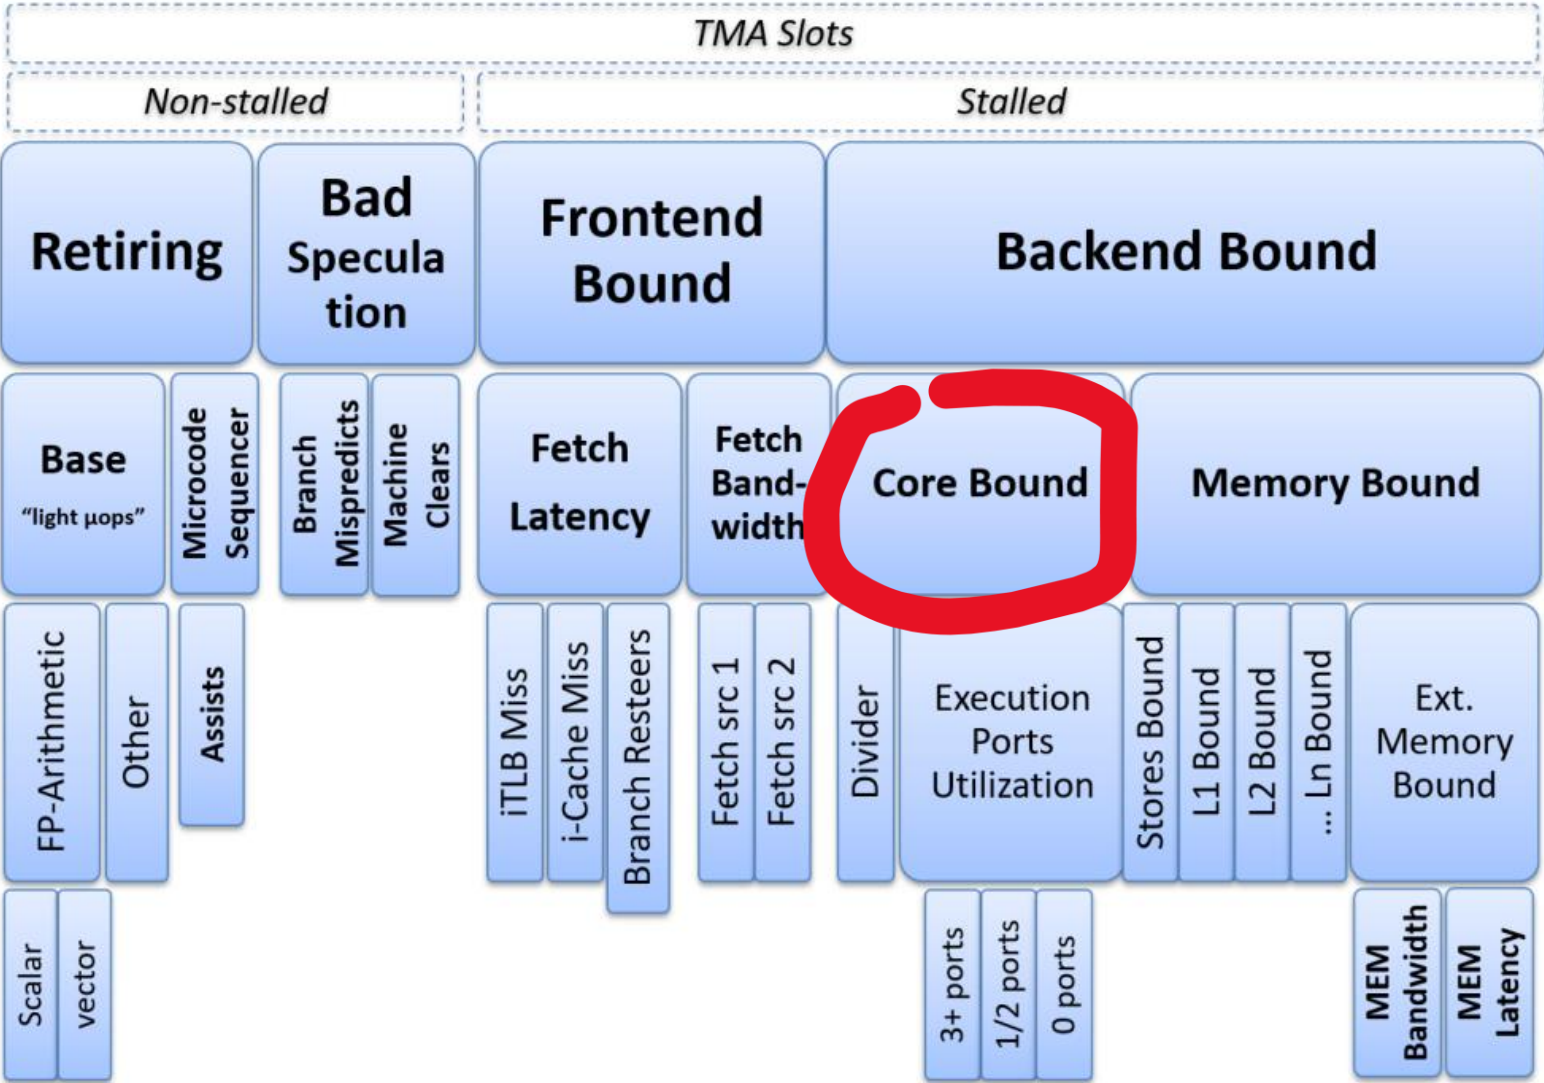 TMA Slots
Non-stalled
Stalled
Retiring
Bad
Specula
tion
Frontend
Bound
Backend Bound
Base
“light μops”
Microcode
Sequencer
Branch
Mispredicts
Machine
Clears
Fetch
Latency
Fetch
Band-
width
Core Bound
Memory Bound
FP-Arithmetic
Other
Assists
iTLB Miss
i-Cache Miss
Branch Resteers
Fetch src 1
Fetch src 2
Divider
Execution
Ports
Utilization
Stores Bound
L1 Bound
L2 Bound
... Ln Bound
Ext.
Memory
Bound
Scalar
vector
3+ ports
1/2 ports
0 ports
MEM
Bandwidth
MEM
Latency